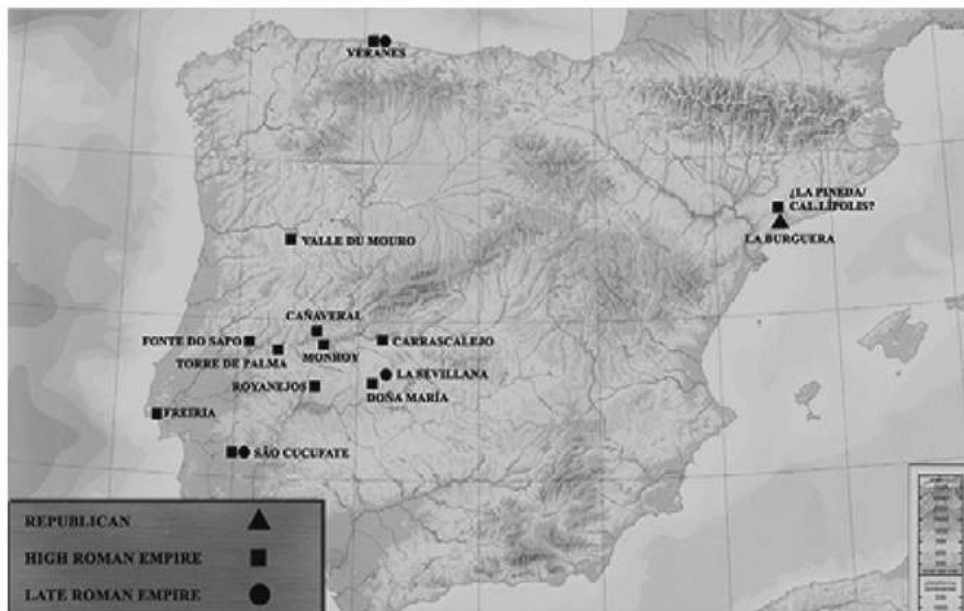 VERANES
¿LA PINEDA/
CAL.LÍPOLIS?
LA BURGUERA
VALLE DU MOURO
CAÑAVERAL
FONTE DO SAPO
CARRASCALEJO
MONROY
TORRE DE PALMA
LA SEVILLANA
ROYANEJOS
DOÑA MARÍA
FREIRIA
SÃO CUCUFATE
REPUBLICAN
HIGH ROMAN EMPIRE
LATE ROMAN EMPIRE